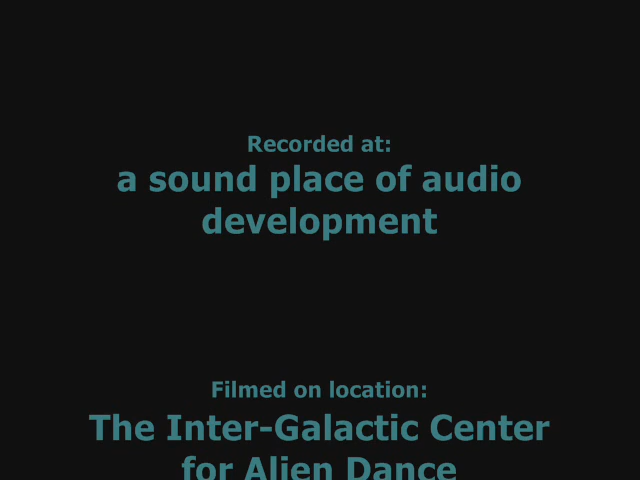 Recorded at:
a sound place of audio
development
Filmed on location:
The Inter-Galactic Center
for Alien Dance